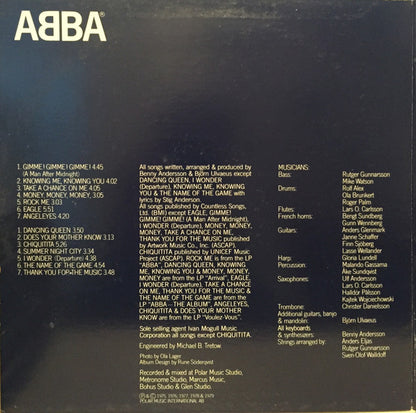 ABBA®
1. GIMME! GIMME! GIMME! 4.45
(A Man After Midnight)
2. KNOWING ME, KNOWING YOU 4.02
3. TAKE A CHANCE ON ME 4.05
4. MONEY, MONEY, MONEY, 3.05
5. ROCK ME 3.03
6. EAGLE 5.51
7. ANGELEYES 4.20
1. DANCING QUEEN 3.50
2. DOES YOUR MOTHER KNOW 3.13
3. CHIQUITITA 5.26
4. SUMMER NIGHT CITY 3.34
5. I WONDER (Departure) 4.38
6. THE NAME OF THE GAME 4.54
7. THANK YOU FOR THE MUSIC 3.48
All songs written, arranged & produced by
Benny Andersson & Björn Ulvaeus except
DANCING QUEEN, I WONDER
(Departure), KNOWING ME, KNOWING
YOU & THE NAME OF THE GAME with
lyrics by Stig Anderson.
All songs published by Countless Songs,
Ltd. (BMI) except EAGLE, GIMME!
GIMME! GIMME! (A Man After Midnight),
I WONDER (Departure), MONEY, MONEY,
MONEY, TAKE A CHANCE ON ME,
THANK YOU FOR THE MUSIC published by
Artwork Music Co., Inc. (ASCAP).
CHIQUITITA published by UNICEF Music
Project (ASCAP). ROCK ME is from the LP
"ABBA", DANCING QUEEN, KNOWING
ME, KNOWING YOU & MONEY, MONEY,
MONEY are from the LP "Arrival". EAGLE,
I WONDER (Departure), TAKE A
CHANCE ON ME, THANK YOU FOR THE MUSIC & THE
NAME OF THE GAME are from the
LP "ABBA—THE ALBUM", ANGELEYES,
CHIQUITITA & DOES YOUR MOTHER
KNOW are from the LP "Voulez-Vous".
Sole selling agent Ivan Mogull Music
Corporation all songs except CHIQUITITA.
Engineered by Michael B. Tretow
Photo by Ola Lager
Album Design by Rune Söderqvist
Recorded & mixed at Polar Music Studio,
Metronome Studio, Marcus Music,
Bohus Studio & Glen Studio.
℗ & © 1975, 1976, 1977, 1978 & 1979
POLAR MUSIC INTERNATIONAL AB
MUSICIANS:
Bass: Rutger Gunnarsson
Mike Watson
Drums: Rolf Alex
Ola Brunkert
Roger Palm
Flutes: Lars O. Carlsson
French horns: Bengt Sundberg
Gunn Wennberg
Guitars: Anders Glenmark
Janne Schaffer
Finn Sjöberg
Lasse Wellander
Harp: Gloria Lundell
Percussion: Malando Gassama
Åke Sundqvist
Saxophones: Ulf Andersson
Lars O. Carlsson
Halldór Pálsson
Kajtek Wojciechowski
Trombone: Christer Danielsson
Additional guitars, banjo
& mandolin: Björn Ulvæus
All keyboards
& synthesizers: Benny Andersson
Strings arranged by: Anders Eljas
Rutger Gunnarsson
Sven-Olof Walldoff